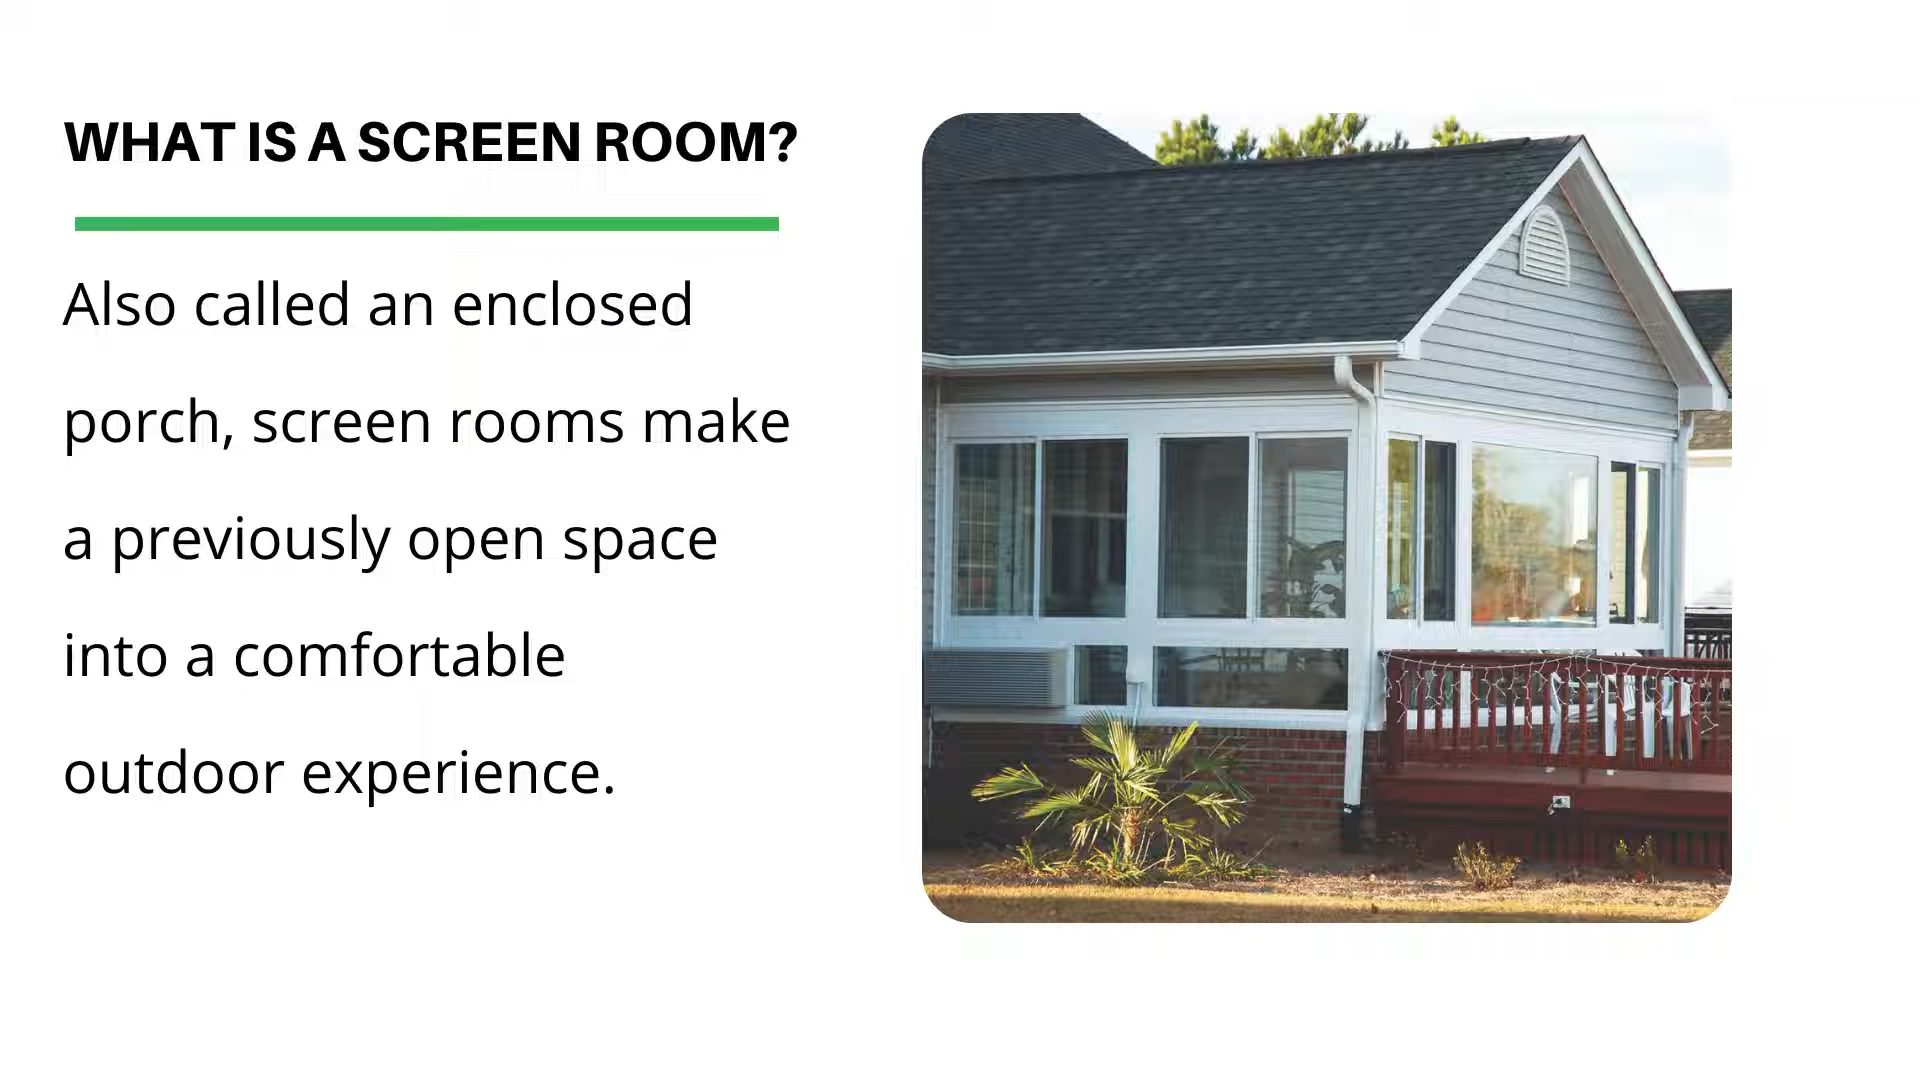 WHAT IS A SCREEN ROOM?
Also called an enclosed
porch, screen rooms make
a previously open space
into a comfortable
outdoor experience.